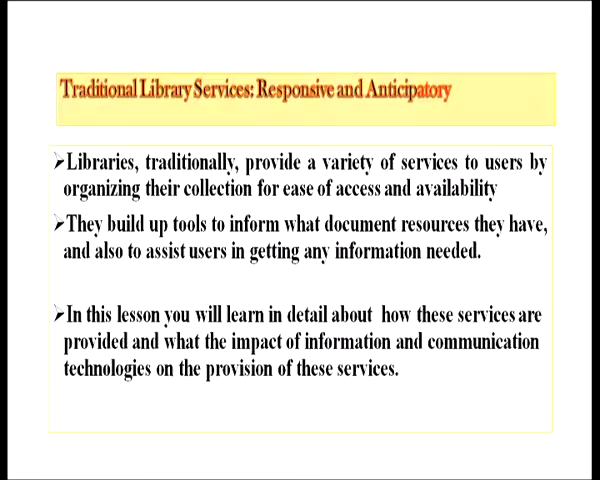 Traditional Library Services: Responsive and Anticipatory
➢Libraries, traditionally, provide a variety of services to users by
organizing their collection for ease of access and availability
➢They build up tools to inform what document resources they have,
and also to assist users in getting any information needed.
➢In this lesson you will learn in detail about how these services are
provided and what the impact of information and communication
technologies on the provision of these services.